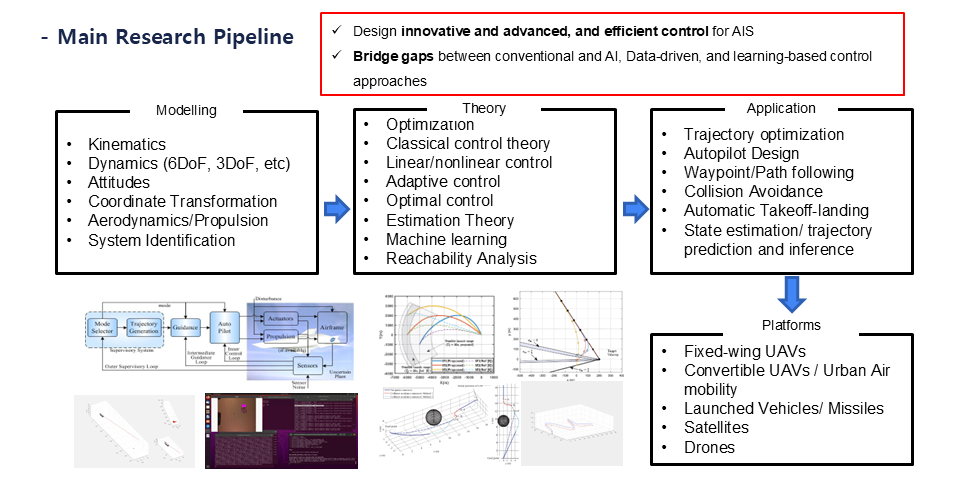 - Main Research Pipeline
✓ Design innovative and advanced, and efficient control for AIS
✓ Bridge gaps between conventional and AI, Data-driven, and learning-based control
approaches
Modelling
• Kinematics
• Dynamics (6DoF, 3DoF, etc)
• Attitudes
• Coordinate Transformation
• Aerodynamics/Propulsion
• System Identification
Theory
• Optimization
• Classical control theory
• Linear/nonlinear control
• Adaptive control
• Optimal control
• Estimation Theory
• Machine learning
• Reachability Analysis
Application
• Trajectory optimization
• Autopilot Design
• Waypoint/Path following
• Collision Avoidance
• Automatic Takeoff-landing
• State estimation/ trajectory
prediction and inference
Platforms
• Fixed-wing UAVs
• Convertible UAVs / Urban Air
mobility
• Launched Vehicles/ Missiles
• Satellites
• Drones
mode
Disturbance
Mode
Selector
Trajectory
Generation
Guidance
Auto
Pilot
Actuators
Propulsion
Airframe
Sensors
Supervisory System
Intermediate
Guidance
Loop
Inner
Control
Loop
Outer Supervisory Loop
Uncertain
Plant
Sensor
Noise